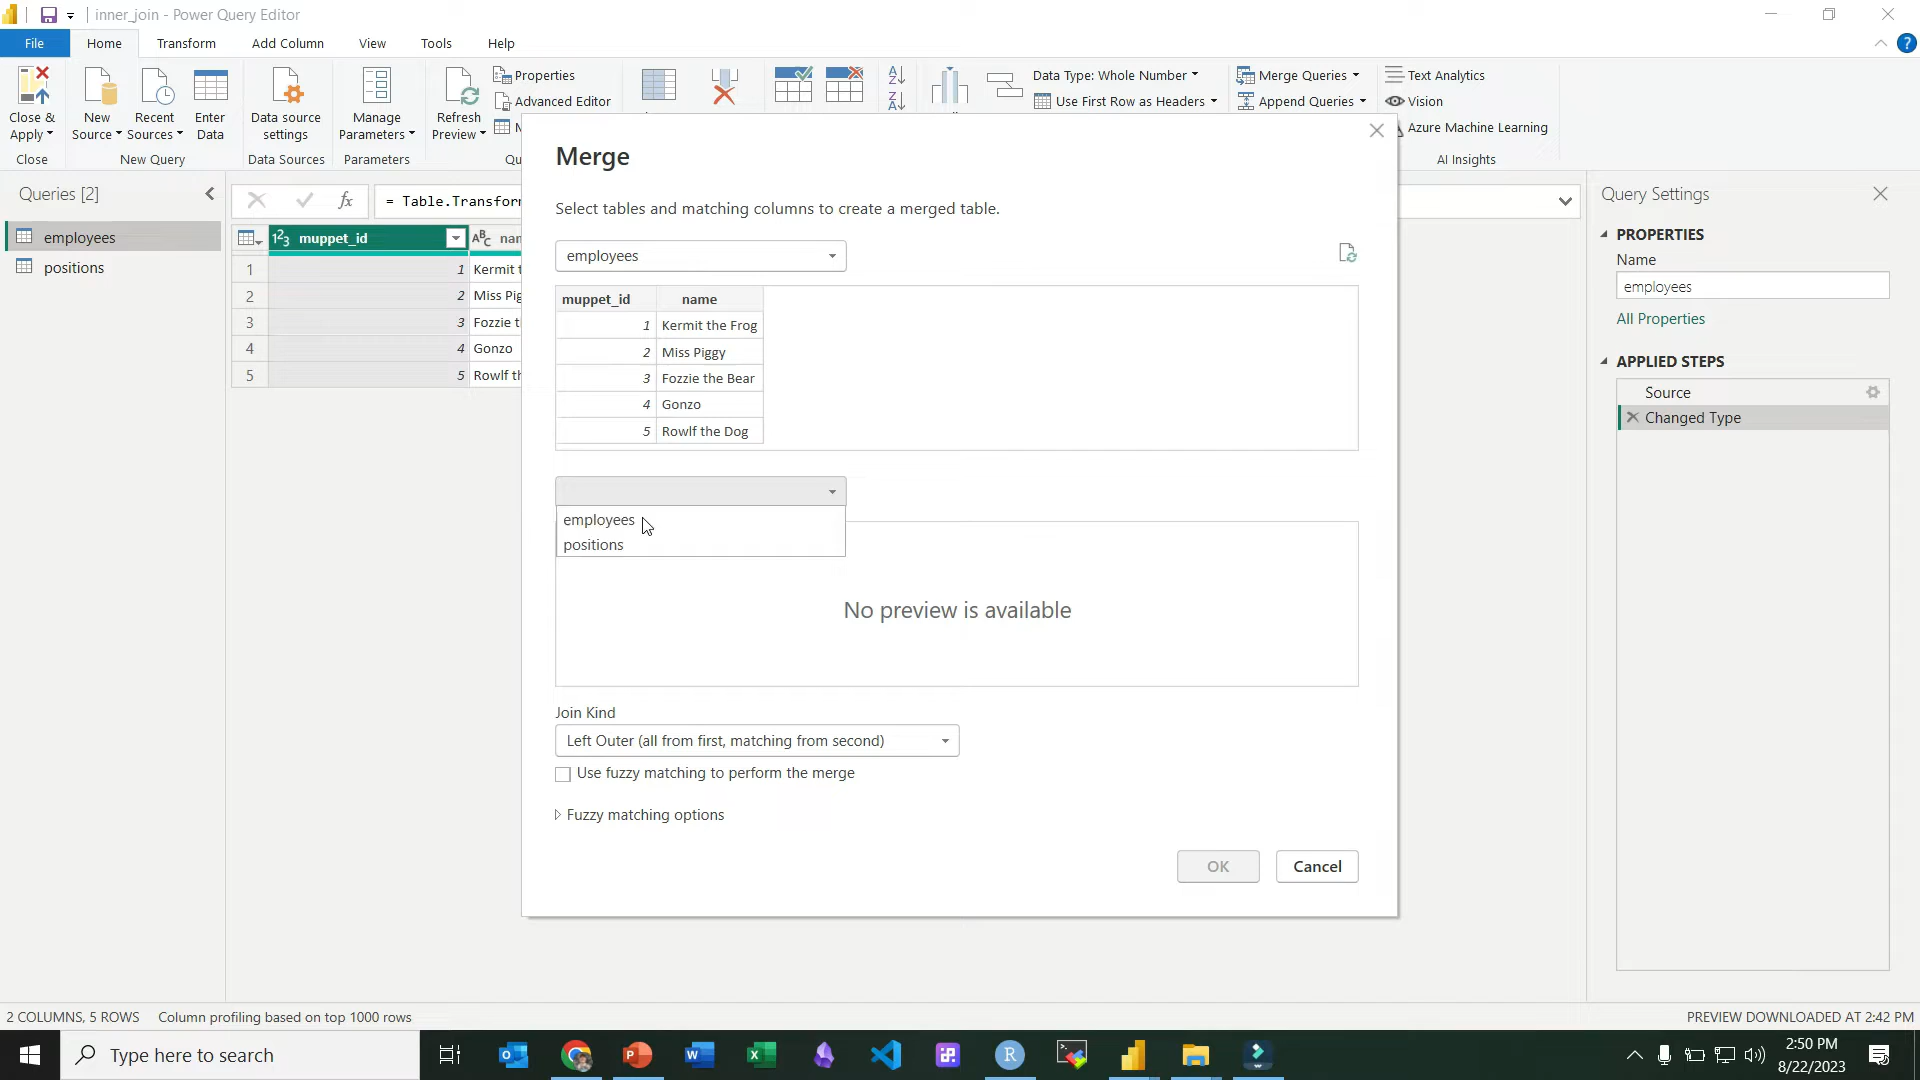 inner_join - Power Query Editor
File Home Transform Add Column View Tools Help
Close & Apply
New Source
Recent Sources
Enter Data
Data source settings
Manage Parameters
Refresh Preview
Properties
Advanced Editor
Data Type: Whole Number
Use First Row as Headers
Merge Queries
Append Queries
Text Analytics
Vision
Azure Machine Learning
Close
New Query
Data Sources
Parameters
AI Insights
Queries [2]
employees
positions
fx
= Table.Transfor
123 muppet_id
ABC
1 Kermit
2 Miss Pig
3 Fozzie t
4 Gonzo
5 Rowlf th
Merge
Select tables and matching columns to create a merged table.
employees
muppet_id name
1 Kermit the Frog
2 Miss Piggy
3 Fozzie the Bear
4 Gonzo
5 Rowlf the Dog
employees
positions
No preview is available
Join Kind
Left Outer (all from first, matching from second)
Use fuzzy matching to perform the merge
Fuzzy matching options
OK Cancel
Query Settings
PROPERTIES
Name
employees
All Properties
APPLIED STEPS
Source
Changed Type
2 COLUMNS, 5 ROWS Column profiling based on top 1000 rows
PREVIEW DOWNLOADED AT 2:42 PM
Type here to search
2:50 PM
8/22/2023